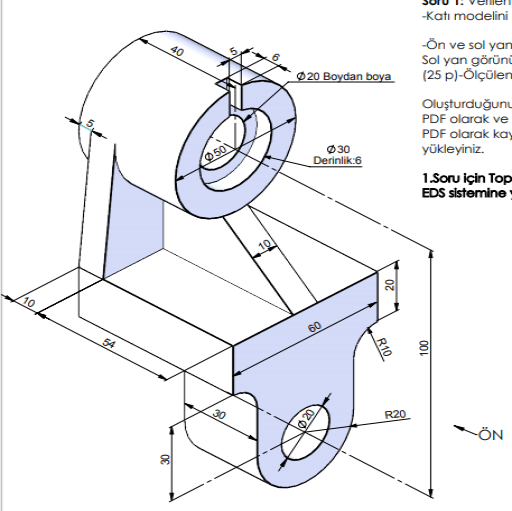 Soru 1: Verilen
-Katı modelini
-Ön ve sol yan
Sol yan görünü
(25 p)-Ölçülen
Oluşturduğunu
PDF olarak ve
PDF olarak kay
yükleyiniz.
1.Soru için Top
EDS sistemine y
40
5
6
Ø20 Boydan boya
5
Ø50
Ø30
Derinlik:6
10
10
54
60
20
R10
100
30
Ø20
R20
30
ÖN